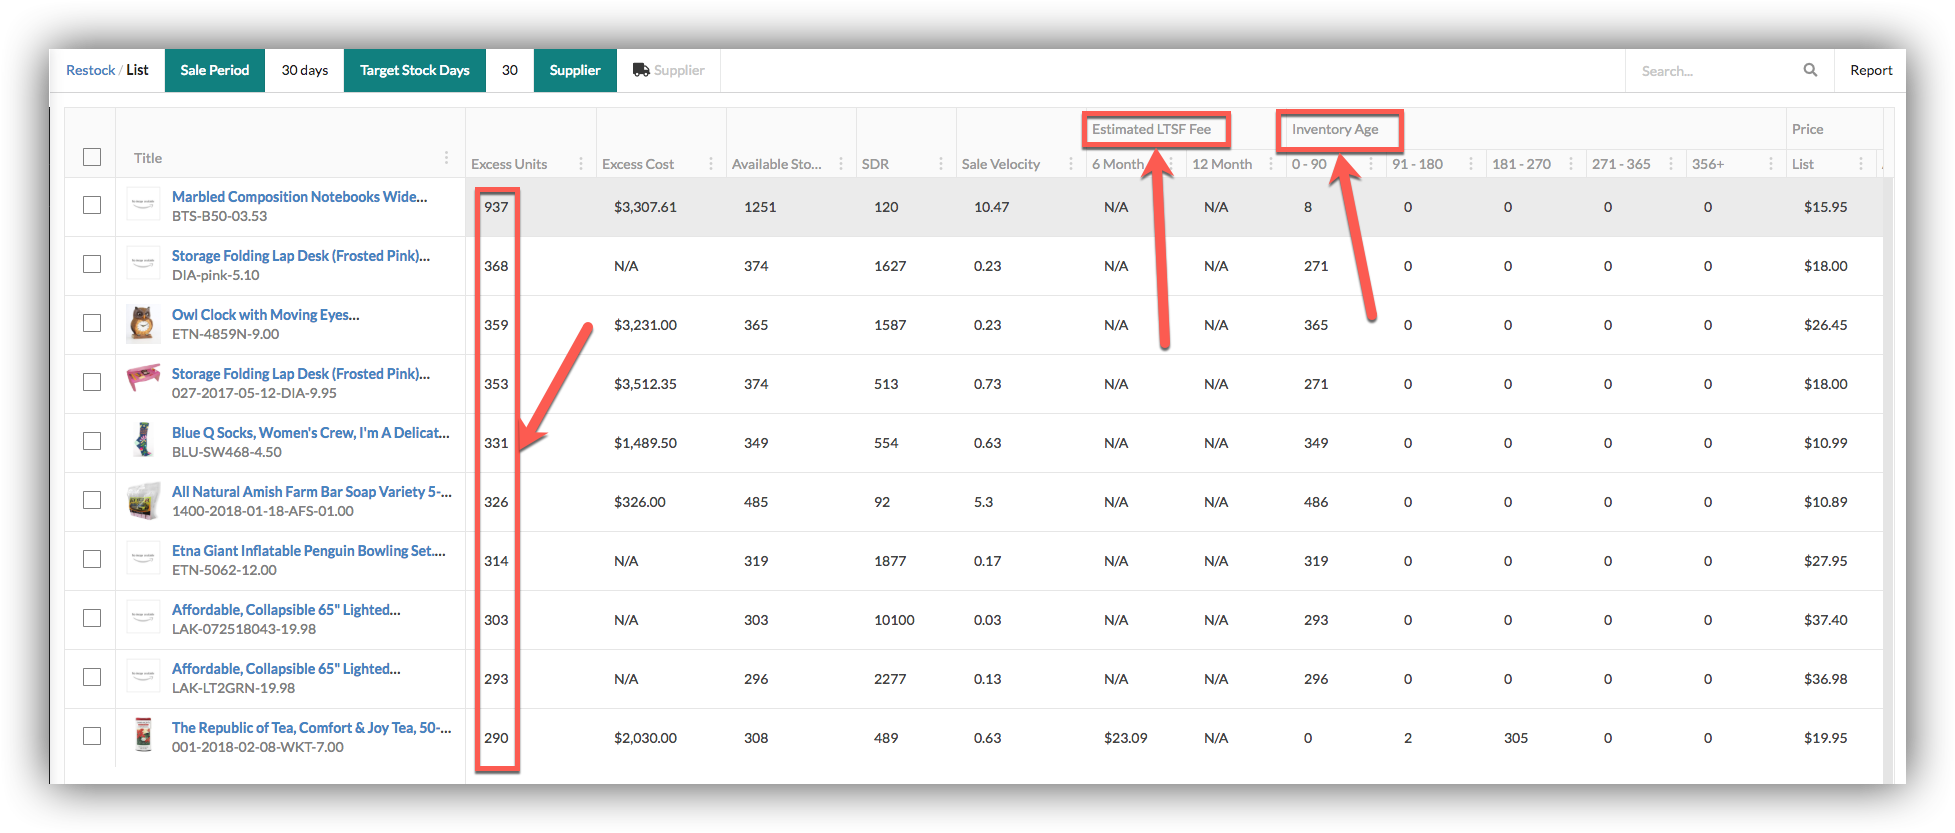 Restock / List Sale Period 30 days Target Stock Days 30 Supplier Supplier Search... Report
Estimated LTSF Fee Inventory Age Price
Title Excess Units Excess Cost Available Sto... SDR Sale Velocity 6 Month 12 Month 0 - 90 91 - 180 181 - 270 271 - 365 356+ List
Marbled Composition Notebooks Wide...
BTS-B50-03.53
937 $3,307.61 1251 120 10.47 N/A N/A 8 0 0 0 0 $15.95
Storage Folding Lap Desk (Frosted Pink)...
DIA-pink-5.10
368 N/A 374 1627 0.23 N/A N/A 271 0 0 0 0 $18.00
Owl Clock with Moving Eyes...
ETN-4859N-9.00
359 $3,231.00 365 1587 0.23 N/A N/A 365 0 0 0 0 $26.45
Storage Folding Lap Desk (Frosted Pink)...
027-2017-05-12-DIA-9.95
353 $3,512.35 374 513 0.73 N/A N/A 271 0 0 0 0 $18.00
Blue Q Socks, Women's Crew, I'm A Delicat...
BLU-SW468-4.50
331 $1,489.50 349 554 0.63 N/A N/A 349 0 0 0 0 $10.99
All Natural Amish Farm Bar Soap Variety 5-...
1400-2018-01-18-AFS-01.00
326 $326.00 485 92 5.3 N/A N/A 486 0 0 0 0 $10.89
Etna Giant Inflatable Penguin Bowling Set....
ETN-5062-12.00
314 N/A 319 1877 0.17 N/A N/A 319 0 0 0 0 $27.95
Affordable, Collapsible 65" Lighted...
LAK-072518043-19.98
303 N/A 303 10100 0.03 N/A N/A 293 0 0 0 0 $37.40
Affordable, Collapsible 65" Lighted...
LAK-LT2GRN-19.98
293 N/A 296 2277 0.13 N/A N/A 296 0 0 0 0 $36.98
The Republic of Tea, Comfort & Joy Tea, 50-...
001-2018-02-08-WKT-7.00
290 $2,030.00 308 489 0.63 $23.09 N/A 0 2 305 0 0 $19.95